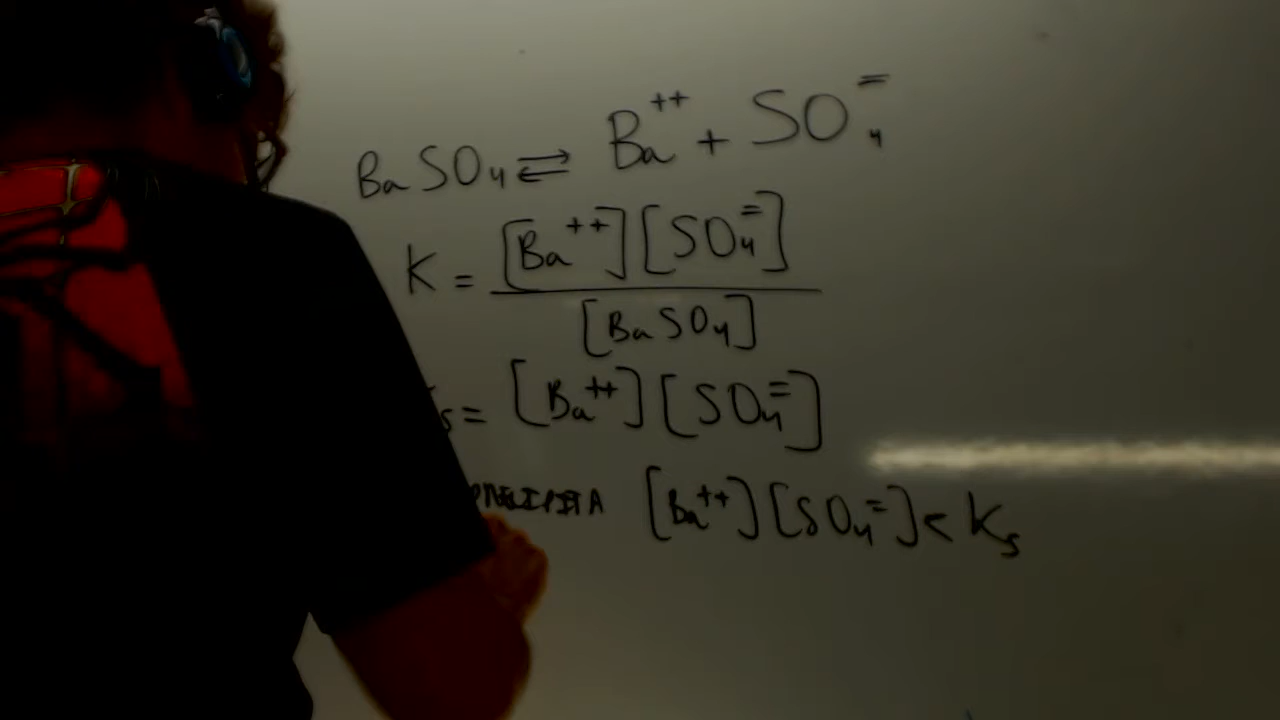 BaSO₄ ⇌ Ba⁺⁺ + SO₄⁼
K = [Ba⁺⁺][SO₄⁼]
[BaSO₄]
s = [Ba⁺⁺][SO₄⁼]
[Ba⁺⁺][SO₄⁼] < Ks